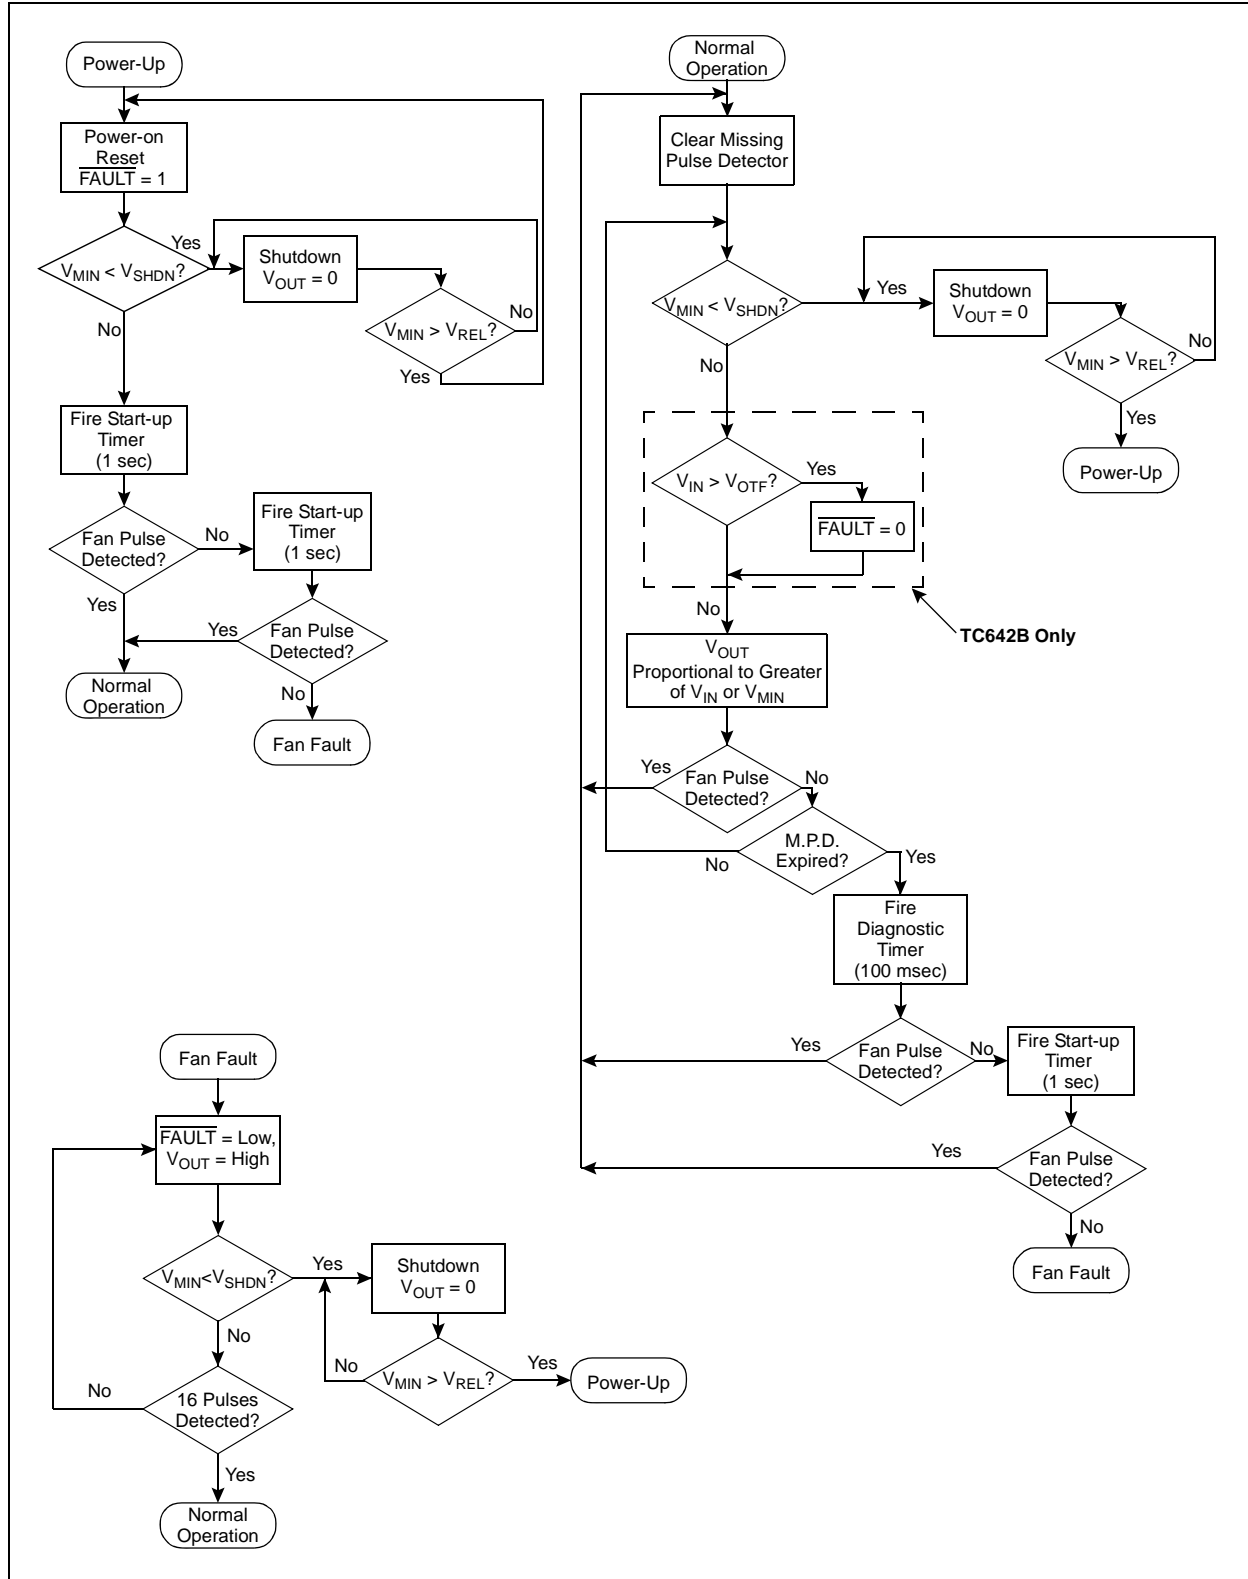 Power-Up
Power-on
Reset
FAULT = 1
VMIN < VSHDN?
Yes
Shutdown
VOUT = 0
VMIN > VREL?
No
Yes
No
Fire Start-up
Timer
(1 sec)
Fan Pulse
Detected?
No
Fire Start-up
Timer
(1 sec)
Yes
Yes
Fan Pulse
Detected?
Normal
Operation
No
Fan Fault
Normal
Operation
Clear Missing
Pulse Detector
VMIN < VSHDN?
Yes
Shutdown
VOUT = 0
VMIN > VREL?
No
Yes
Power-Up
No
VIN > VOTF?
Yes
FAULT = 0
No
TC642B Only
VOUT
Proportional to Greater
of VIN or VMIN
Yes
Fan Pulse
Detected?
No
M.P.D.
Expired?
No
Yes
Fire
Diagnostic
Timer
(100 msec)
Yes
Fan Pulse
Detected?
No
Fire Start-up
Timer
(1 sec)
Yes
Fan Pulse
Detected?
No
Fan Fault
Fan Fault
FAULT = Low,
VOUT = High
VMIN<VSHDN?
Yes
Shutdown
VOUT = 0
No
No
VMIN > VREL?
Yes
Power-Up
No
16 Pulses
Detected?
Yes
Normal
Operation